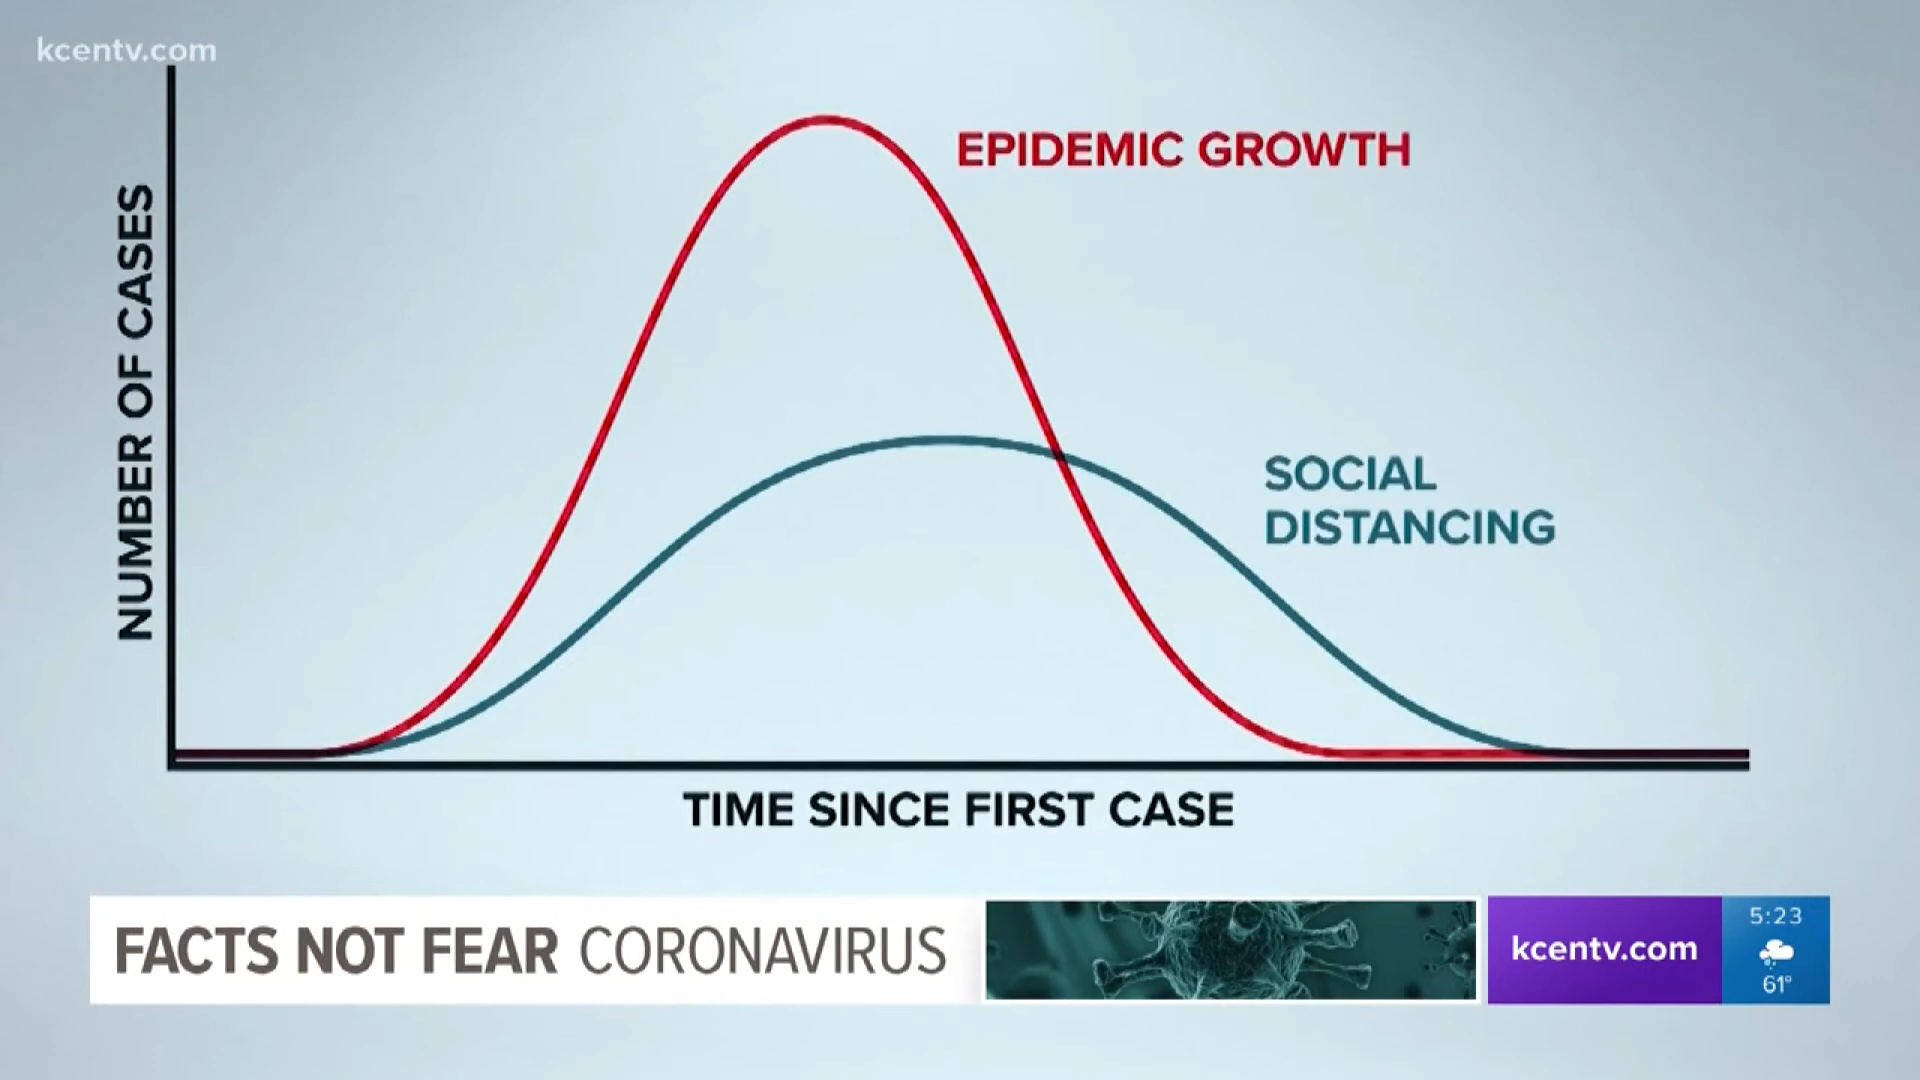 kcentv.com
EPIDEMIC GROWTH
NUMBER OF CASES
SOCIAL
DISTANCING
TIME SINCE FIRST CASE
FACTS NOT FEAR CORONAVIRUS
kcentv.com
5:23
61°